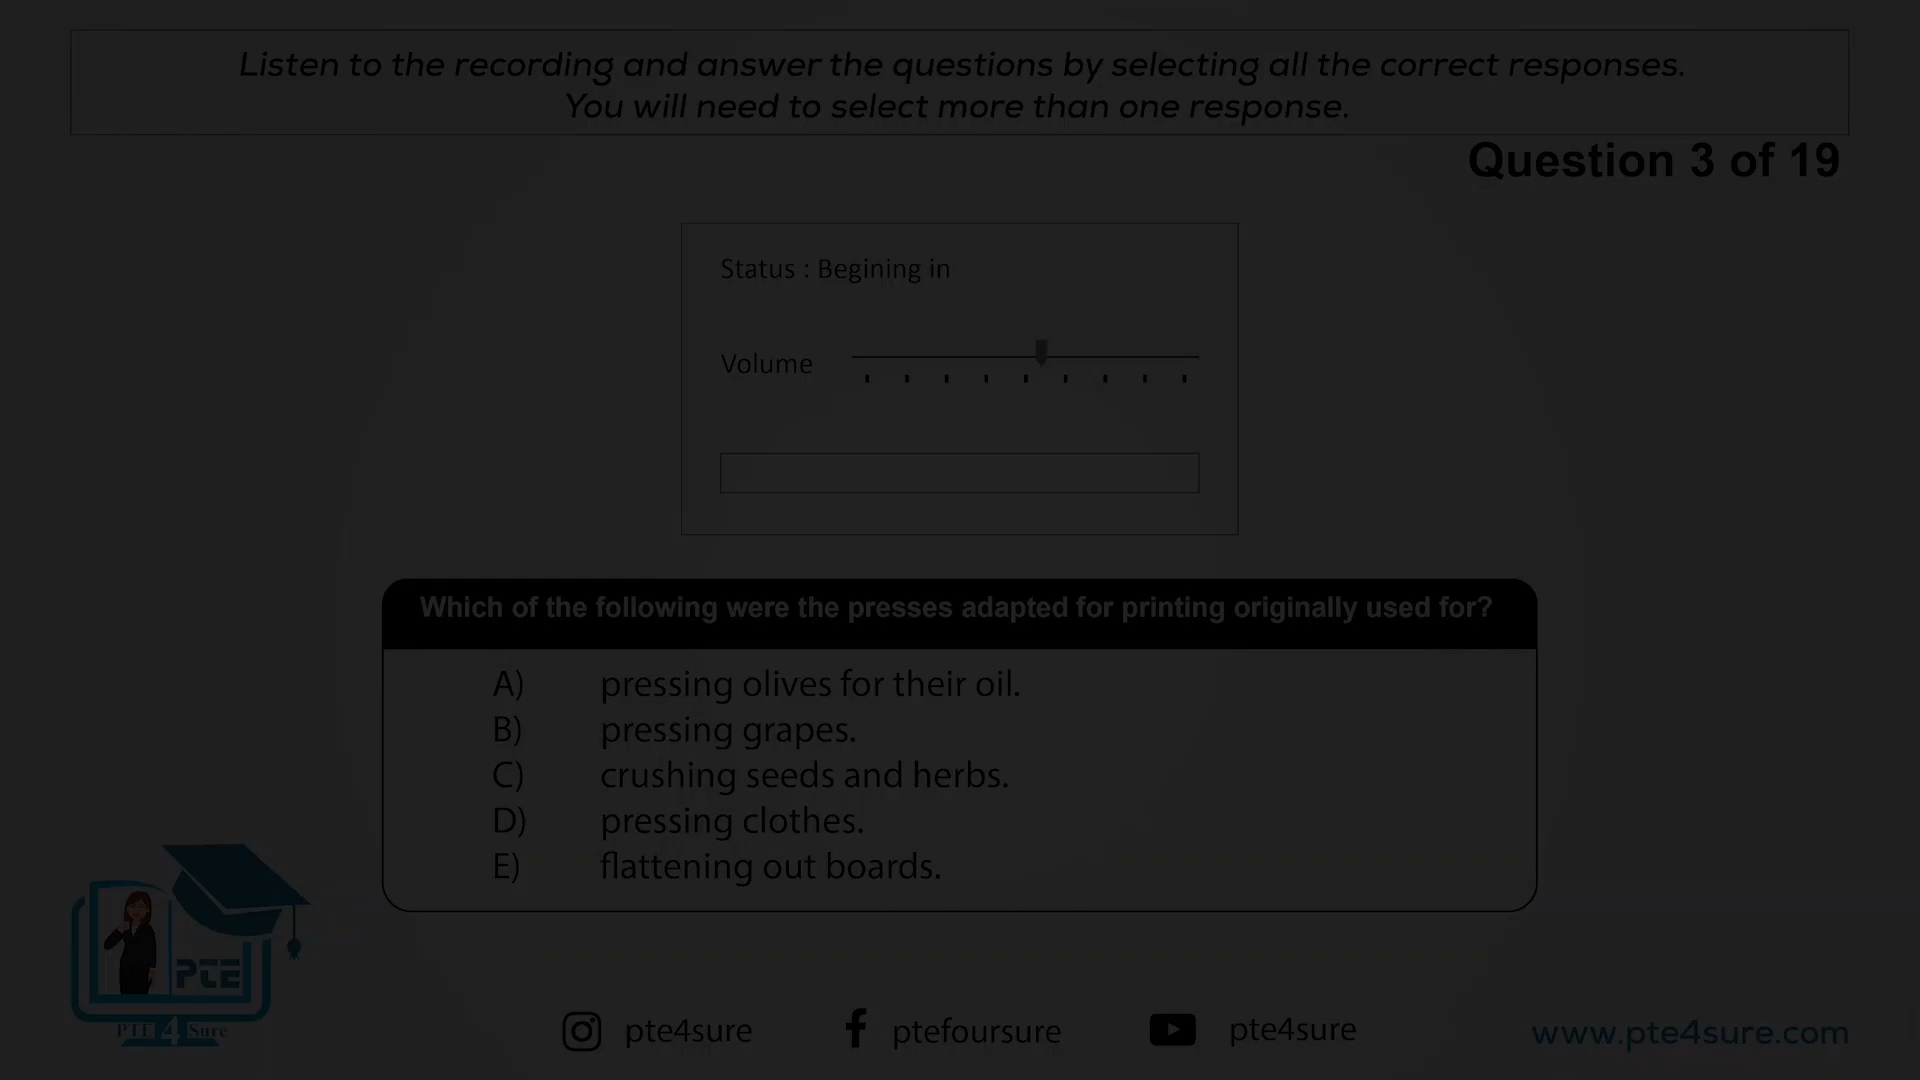 Listen to the recording and answer the questions by selecting all the correct responses.
You will need to select more than one response.
Question 3 of 19
Status : Begining in
Volume
Which of the following were the presses adapted for printing originally used for?
A) pressing olives for their oil.
B) pressing grapes.
C) crushing seeds and herbs.
D) pressing clothes.
E) flattening out boards.
PTE
PTE 4 Sure
pte4sure
ptefoursure
pte4sure
www.pte4sure.com